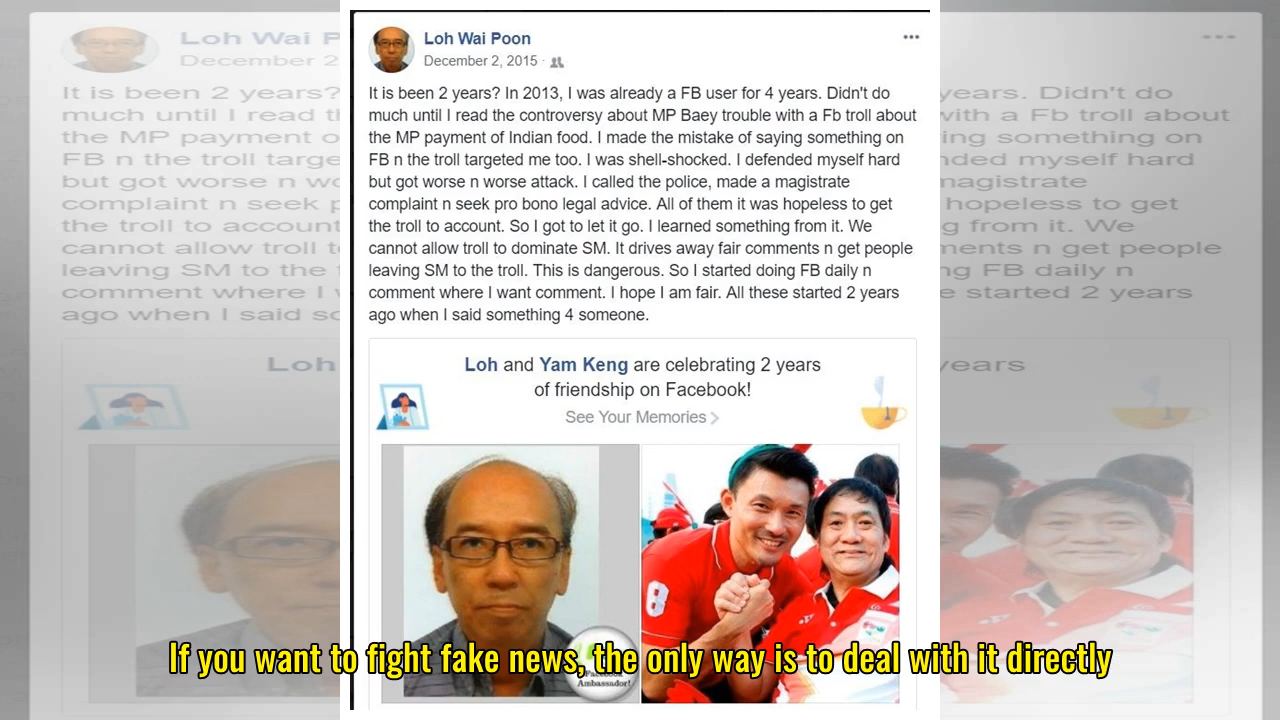 Loh Wai Poon
December 2, 2015 ·
It is been 2 years? In 2013, I was already a FB user for 4 years. Didn't do
much until I read the controversy about MP Baey trouble with a Fb troll about
the MP payment of Indian food. I made the mistake of saying something on
FB n the troll targeted me too. I was shell-shocked. I defended myself hard
but got worse n worse attack. I called the police, made a magistrate
complaint n seek pro bono legal advice. All of them it was hopeless to get
the troll to account. So I got to let it go. I learned something from it. We
cannot allow troll to dominate SM. It drives away fair comments n get people
leaving SM to the troll. This is dangerous. So I started doing FB daily n
comment where I want comment. I hope I am fair. All these started 2 years
ago when I said something 4 someone.
Loh and Yam Keng are celebrating 2 years
of friendship on Facebook!
See Your Memories >
8
Facebook
Ambassador!
If you want to fight fake news, the only way is to deal with it directly